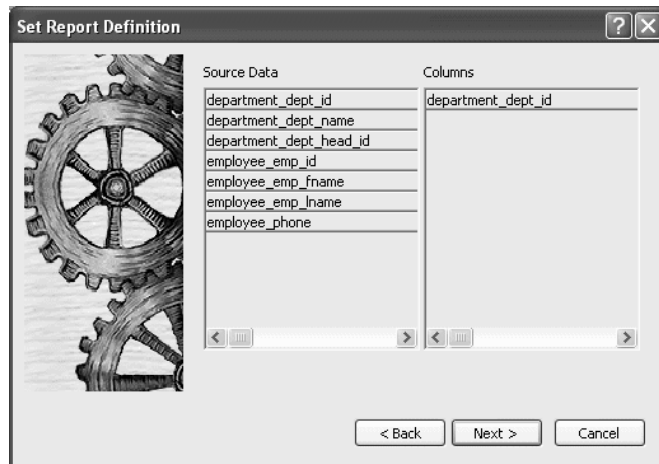 Set Report Definition
Source Data
department_dept_id
department_dept_name
department_dept_head_id
employee_emp_id
employee_emp_fname
employee_emp_lname
employee_phone
Columns
department_dept_id
< Back
Next >
Cancel